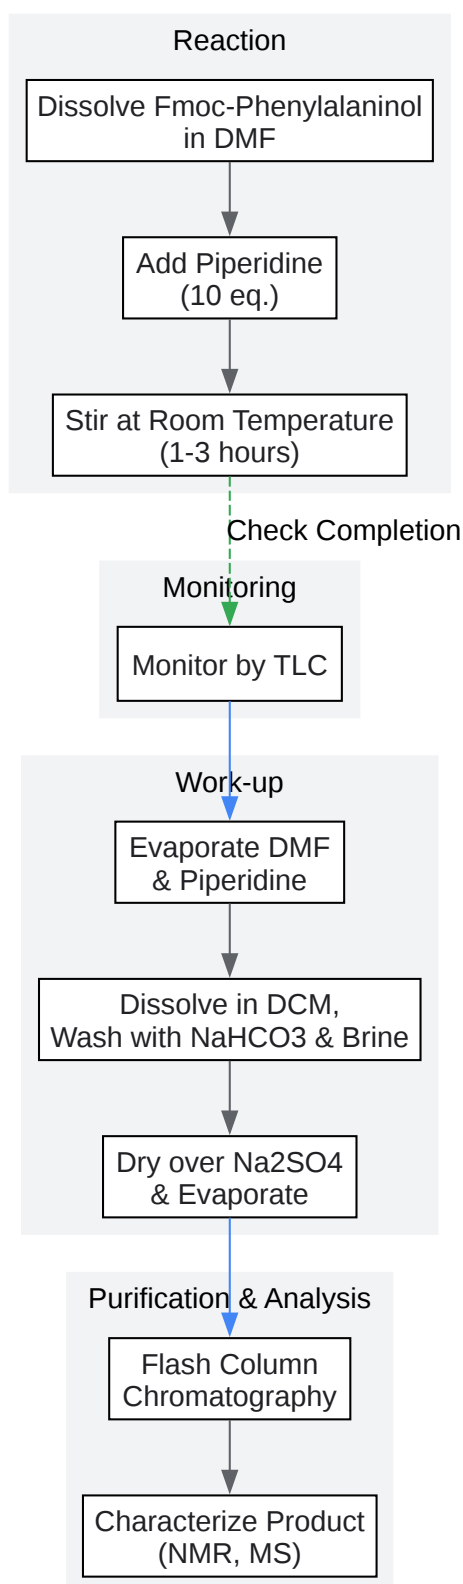 Reaction
Dissolve Fmoc-Phenylalaninol
in DMF
Add Piperidine
(10 eq.)
Stir at Room Temperature
(1-3 hours)
Check Completion
Monitoring
Monitor by TLC
Work-up
Evaporate DMF
& Piperidine
Dissolve in DCM,
Wash with NaHCO3 & Brine
Dry over Na2SO4
& Evaporate
Purification & Analysis
Flash Column
Chromatography
Characterize Product
(NMR, MS)